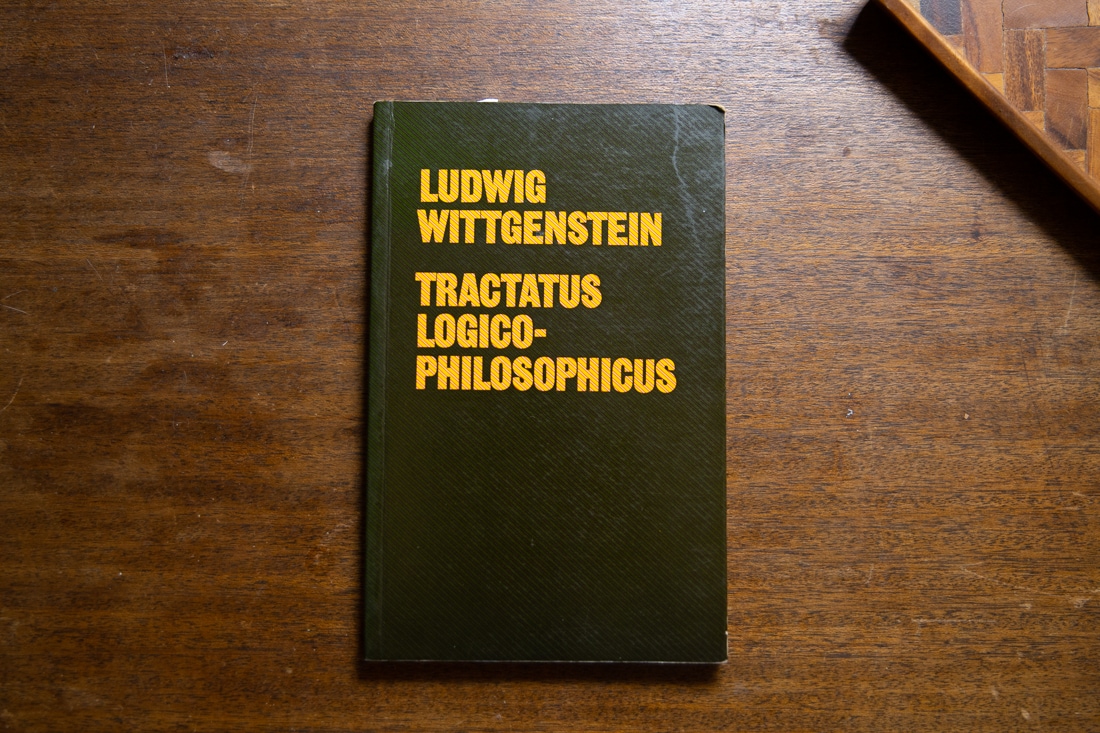 LUDWIG
WITTGENSTEIN
TRACTATUS
LOGICO-
PHILOSOPHICUS